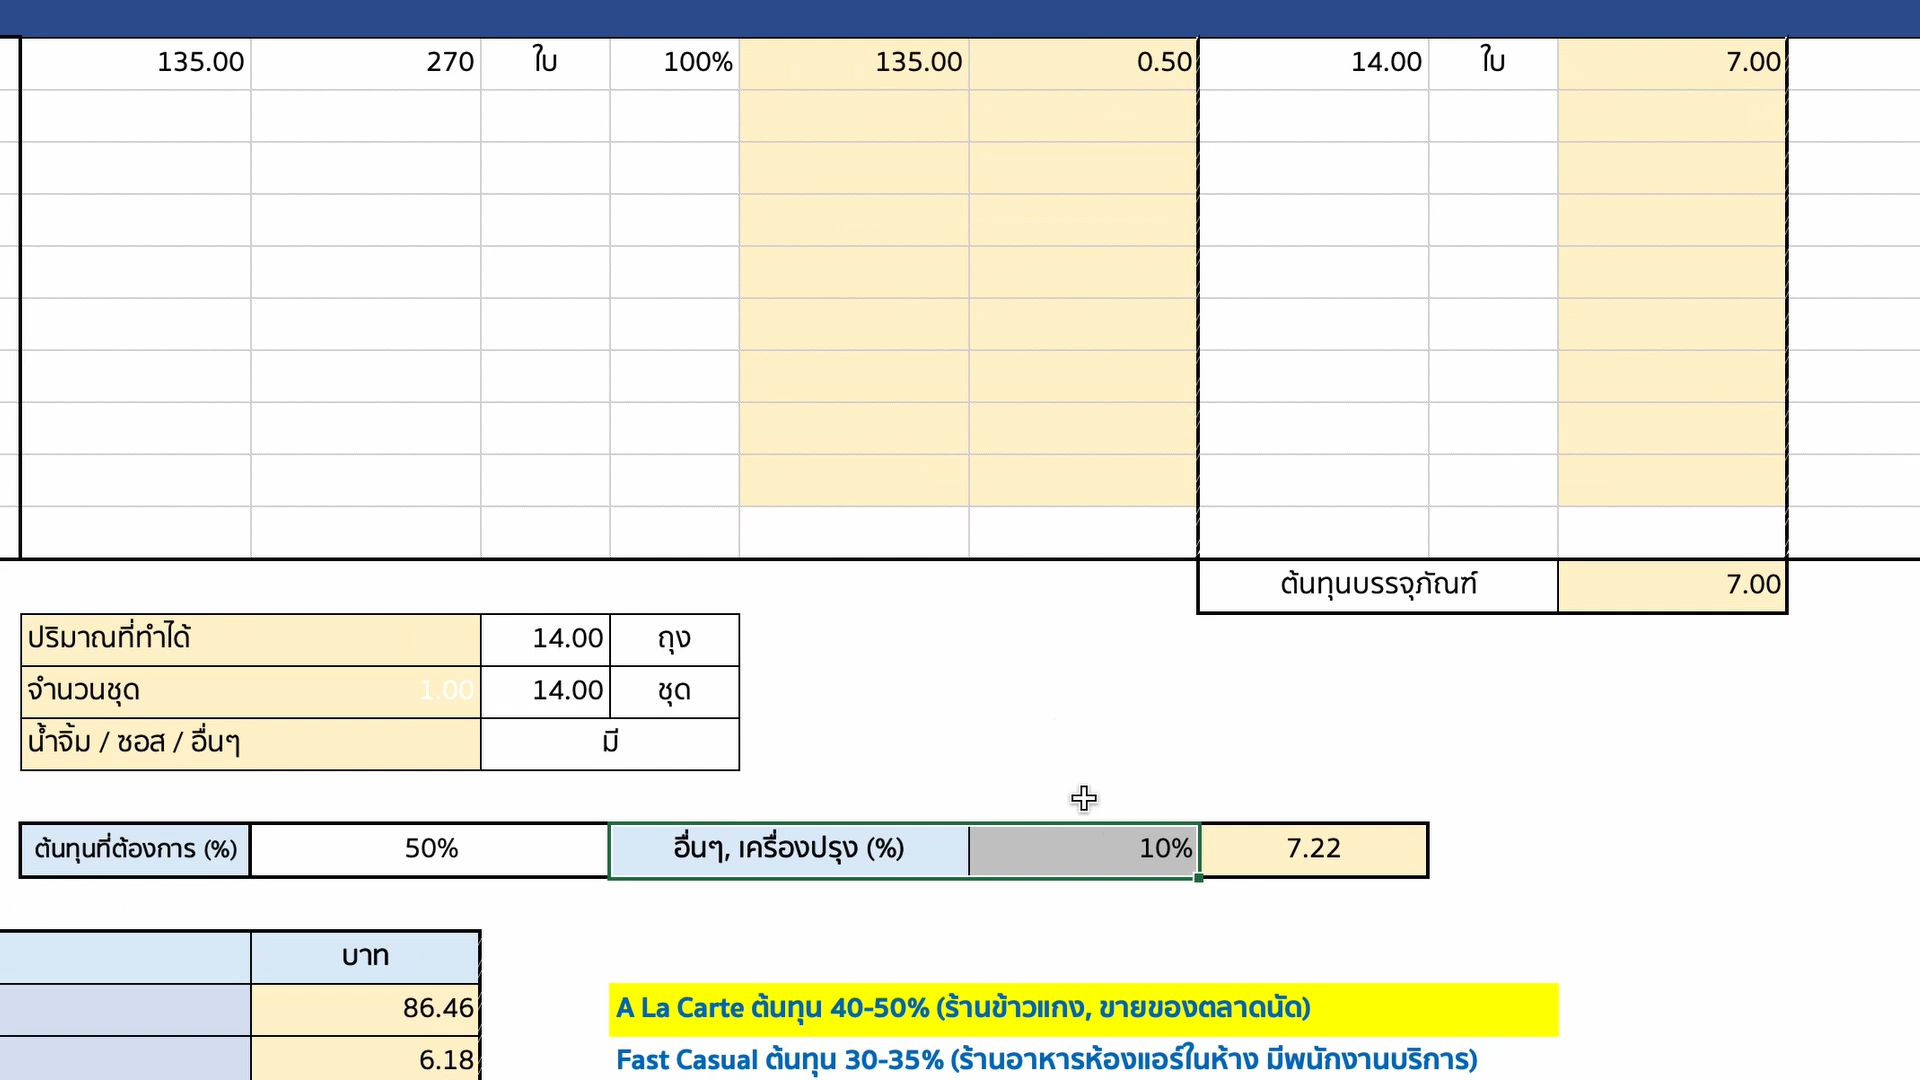 135.00 270 ใบ 100% 135.00 0.50 14.00 ใบ 7.00
ต้นทุนบรรจุภัณฑ์ 7.00
ปริมาณที่ทำได้ 14.00 ถุง
จำนวนชุด 1.00 14.00 ชุด
น้ำจิ้ม / ซอส / อื่นๆ มี
ต้นทุนที่ต้องการ (%) 50% อื่นๆ, เครื่องปรุง (%) 10% 7.22
บาท
86.46
A La Carte ต้นทุน 40-50% (ร้านข้าวแกง, ขายของตลาดนัด)
6.18
Fast Casual ต้นทุน 30-35% (ร้านอาหารห้องแอร์ในห้าง มีพนักงานบริการ)